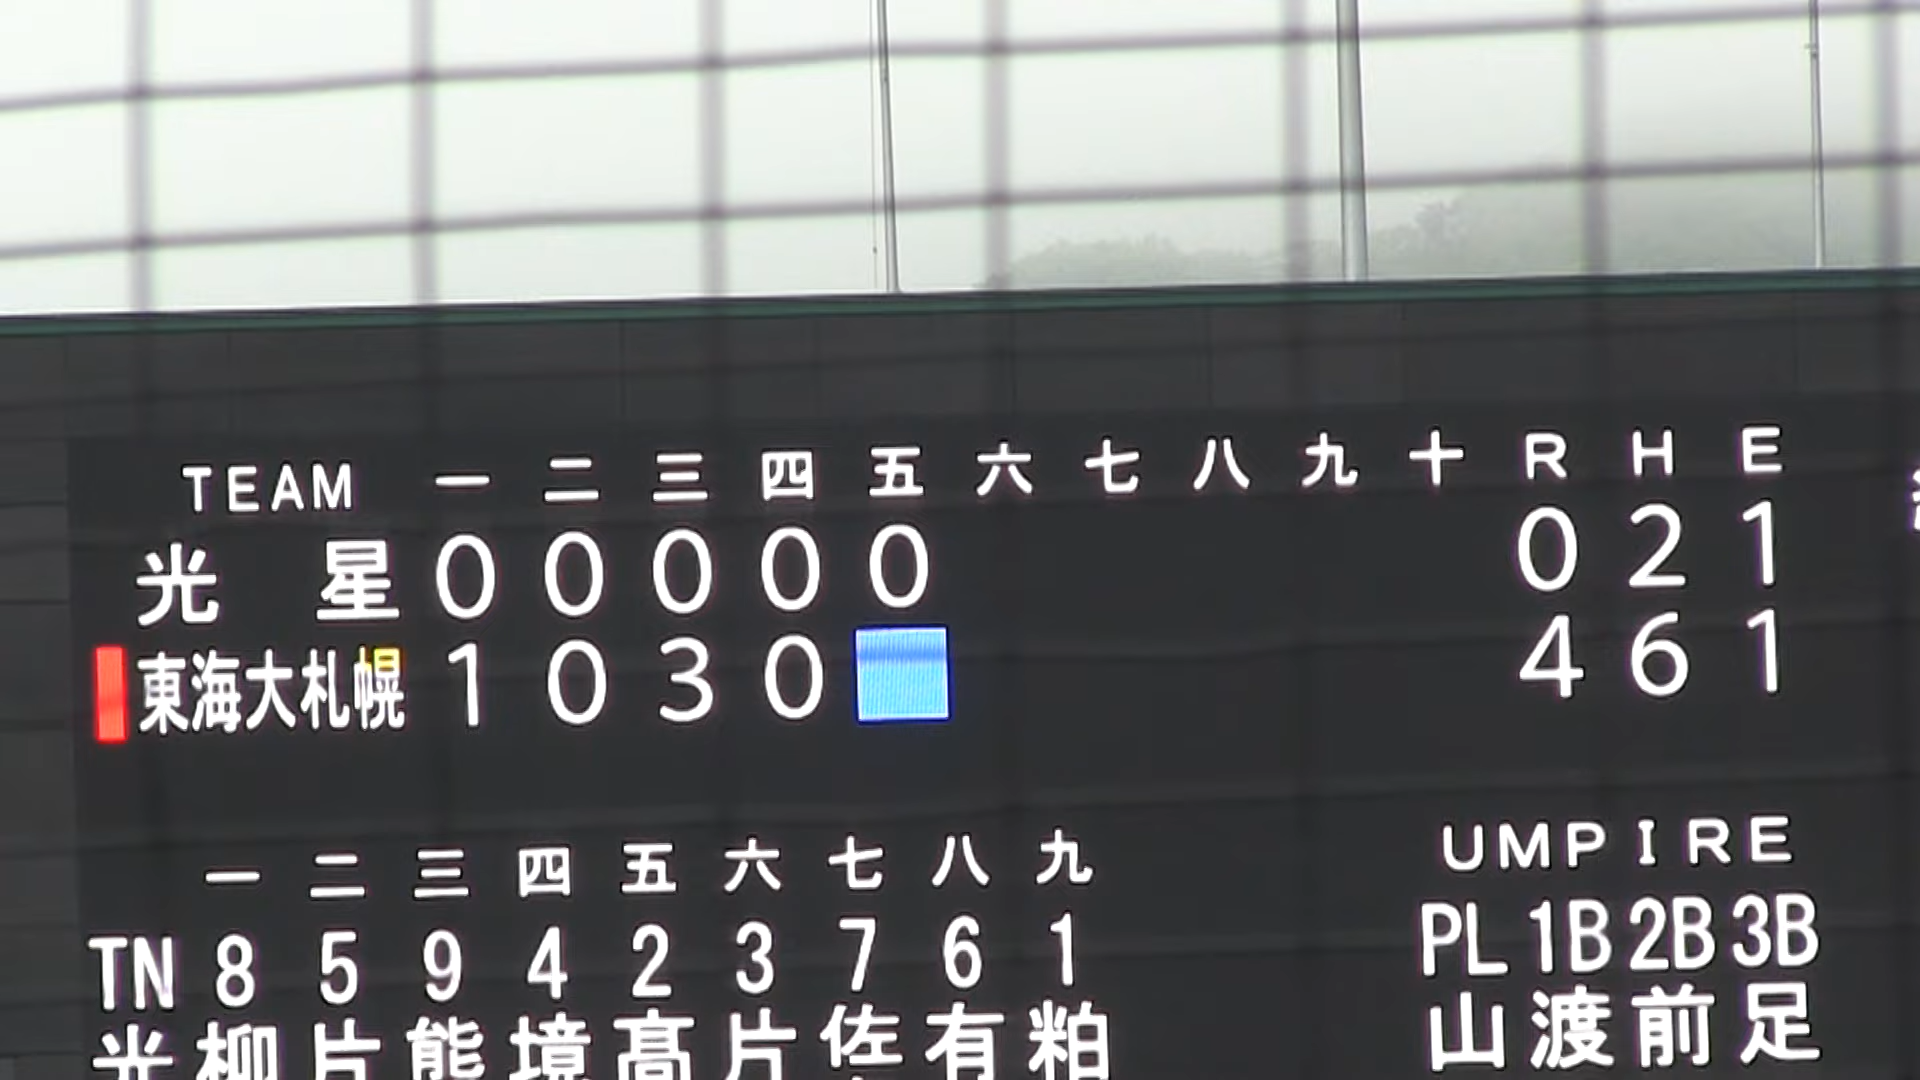 TEAM 一 二 三 四 五 六 七 八 九 十 R H E
光 星 0 0 0 0 0 0 2 1
東海大札幌 1 0 3 0 4 6 1
一 二 三 四 五 六 七 八 九
TN 8 5 9 4 2 3 7 6 1
光 柳 片 熊 境 髙 片 佐 有 粕
UMPIRE
PL 1B 2B 3B
山 渡 前 足